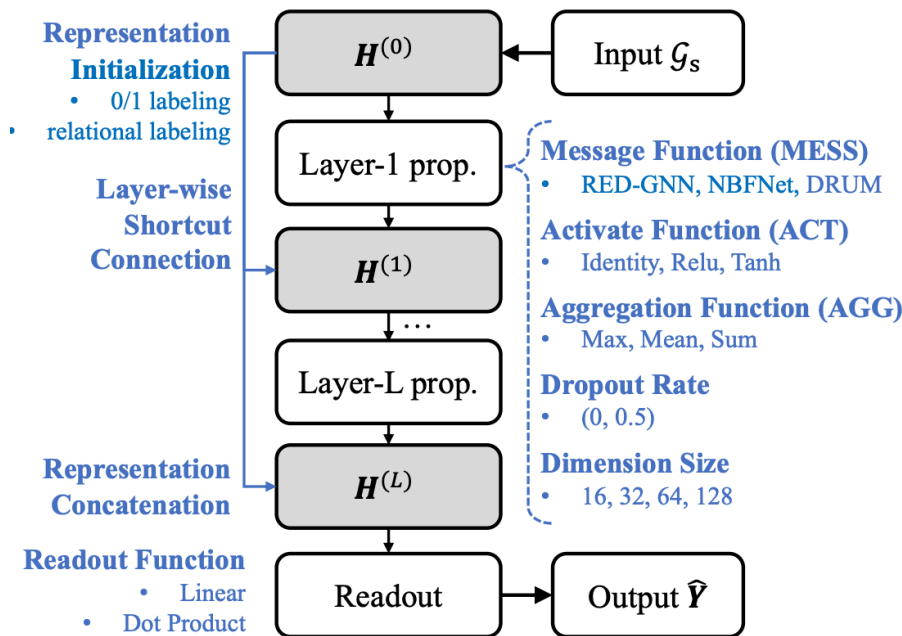 Representation
Initialization
• 0/1 labeling
• relational labeling
Layer-wise
Shortcut
Connection
Representation
Concatenation
Readout Function
• Linear
• Dot Product
H⁽⁰⁾
Input 𝒢ₛ
Layer-1 prop.
H⁽¹⁾
...
Layer-L prop.
H⁽ᴸ⁾
Readout
Output Ŷ
Message Function (MESS)
• RED-GNN, NBFNet, DRUM
Activate Function (ACT)
• Identity, Relu, Tanh
Aggregation Function (AGG)
• Max, Mean, Sum
Dropout Rate
• (0, 0.5)
Dimension Size
• 16, 32, 64, 128